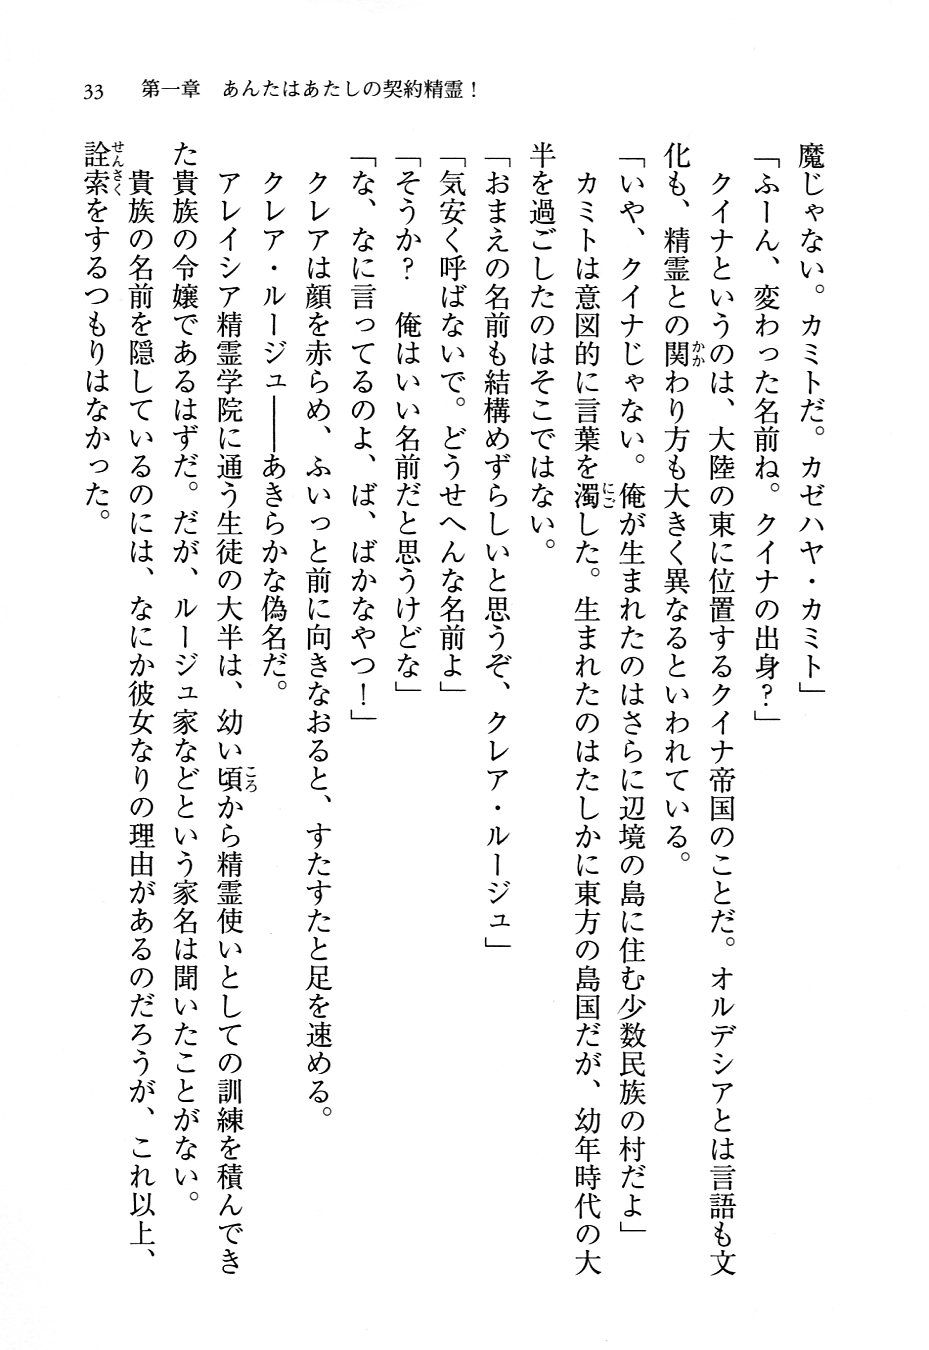 33　第一章　あんたはあたしの契約精霊！
魔じゃない。カミトだ。カゼハヤ・カミト」
「ふーん、変わった名前ね。クイナの出身？」
　クイナというのは、大陸の東に位置するクイナ帝国のことだ。オルデシアとは言語も文
化も、精霊との関わり方も大きく異なるといわれている。
「いや、クイナじゃない。俺が生まれたのはさらに辺境の島に住む少数民族の村だよ」
　カミトは意図的に言葉を濁した。生まれたのはたしかに東方の島国だが、幼年時代の大
半を過ごしたのはそこではない。
「おまえの名前も結構めずらしいと思うぞ、クレア・ルージュ」
「気安く呼ばないで。どうせへんな名前よ」
「そうか？　俺はいい名前だと思うけどな」
「な、なに言ってるのよ、ば、ばかなやつ！」
　クレアは顔を赤らめ、ふいっと前に向きなおると、すたすたと足を速める。
　クレア・ルージュ――あきらかな偽名だ。
　アレイシア精霊学院に通う生徒の大半は、幼い頃から精霊使いとしての訓練を積んでき
た貴族の令嬢であるはずだ。だが、ルージュ家などという家名は聞いたことがない。
　貴族の名前を隠しているのには、なにか彼女なりの理由があるのだろうが、これ以上、
詮索をするつもりはなかった。